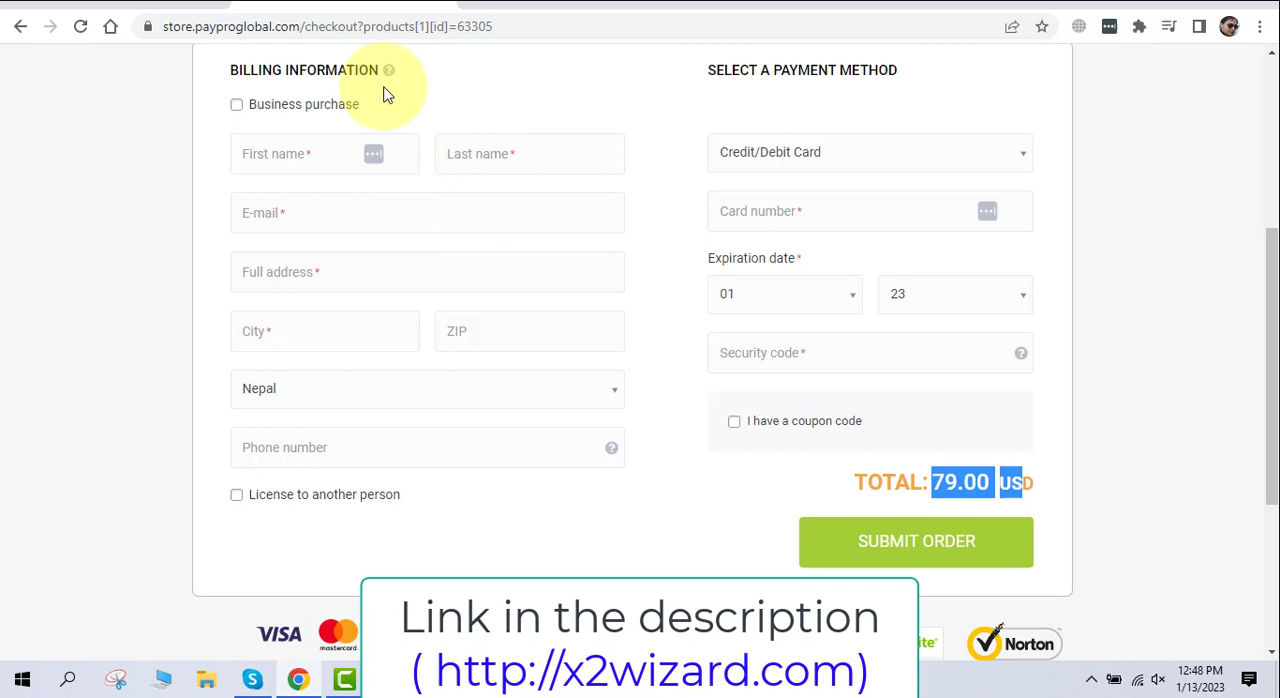 store.payproglobal.com/checkout?products[1][id]=63305
BILLING INFORMATION ?
SELECT A PAYMENT METHOD
Business purchase
First name*
Last name*
Credit/Debit Card
E-mail*
Card number*
Full address*
Expiration date*
01
23
City*
ZIP
Security code*
?
Nepal
I have a coupon code
Phone number
?
TOTAL: 79.00 USD
License to another person
SUBMIT ORDER
VISA
mastercard
Link in the description
( http://x2wizard.com)
ite®
Norton
12:48 PM
1/13/2023